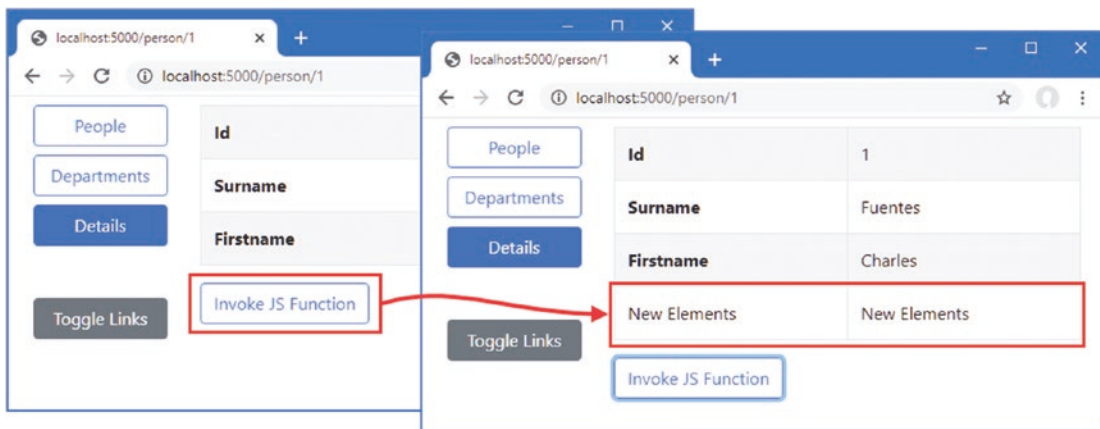 localhost:5000/person/1
localhost:5000/person/1
People
Departments
Details
Toggle Links
Id
Surname
Firstname
Invoke JS Function
localhost:5000/person/1
localhost:5000/person/1
People
Departments
Details
Toggle Links
Id 1
Surname Fuentes
Firstname Charles
New Elements New Elements
Invoke JS Function